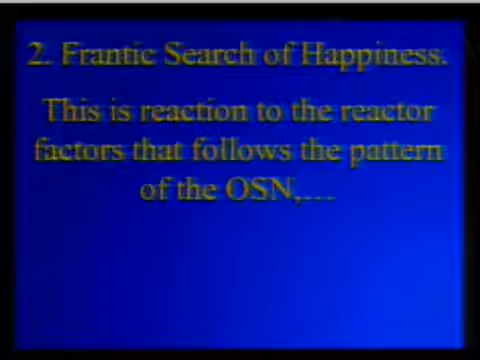 2. Frantic Search of Happiness.
This is reaction to the reactor
factors that follows the pattern
of the OSN,...